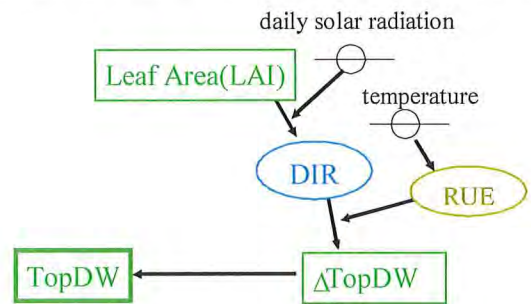 daily solar radiation
Leaf Area(LAI)
temperature
DIR
RUE
TopDW
ΔTopDW